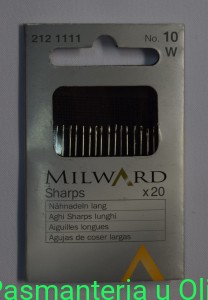 212 1111
No. 10
W
MILWARD
Sharps x20
Nähnadeln lang
Aghi Sharps lunghi
Aiguilles longues
Agujas de coser largas
Pasmanteria u Oli